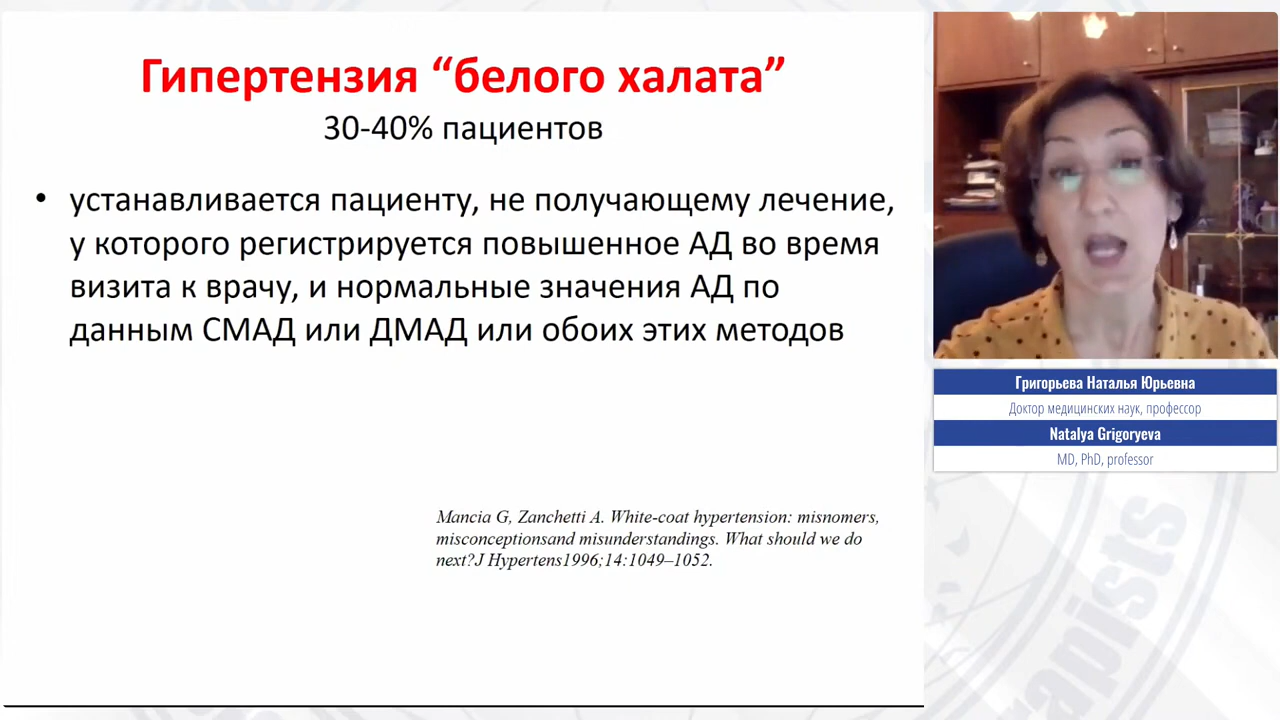 Гипертензия “белого халата”
30-40% пациентов
• устанавливается пациенту, не получающему лечение,
у которого регистрируется повышенное АД во время
визита к врачу, и нормальные значения АД по
данным СМАД или ДМАД или обоих этих методов
Mancia G, Zanchetti A. White-coat hypertension: misnomers,
misconceptionsand misunderstandings. What should we do
next?J Hypertens1996;14:1049–1052.
Григорьева Наталья Юрьевна
Доктор медицинских наук, профессор
Natalya Grigoryeva
MD, PhD, professor
rapists